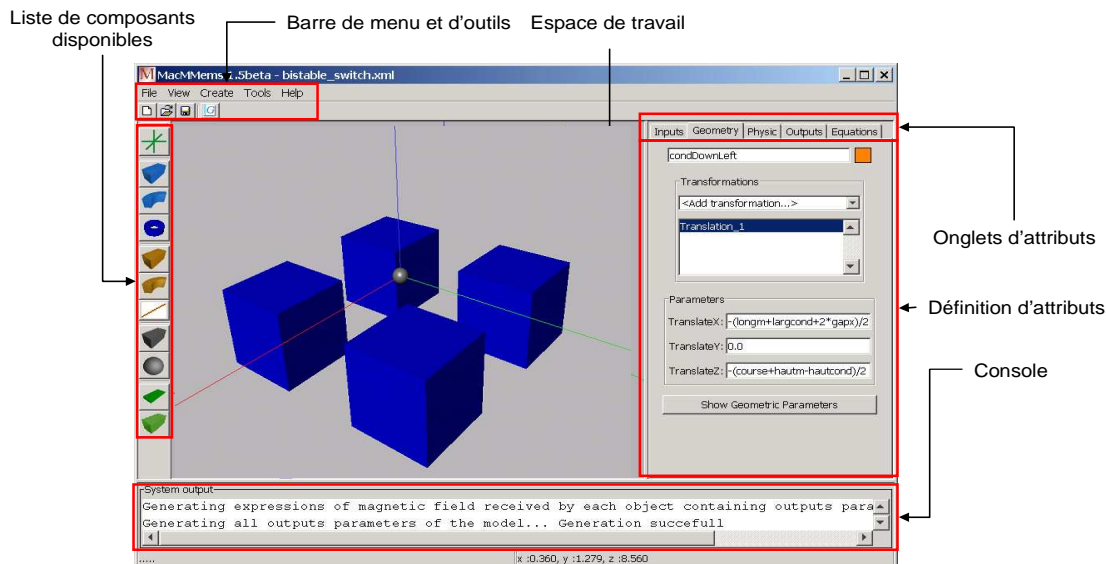 Liste de composants
disponibles
Barre de menu et d'outils
Espace de travail
MacMMems 1.5beta - bistable_switch.xml
File View Create Tools Help
Inputs Geometry Physic Outputs Equations
condDownLeft
Transformations
<Add transformation...>
Translation_1
Parameters
TranslateX: -(longm+largcond+2*gapx)/2
TranslateY: 0.0
TranslateZ: -(course+hautm-hautcond)/2
Show Geometric Parameters
Onglets d'attributs
Définition d'attributs
Console
System output
Generating expressions of magnetic field received by each object containing outputs para
Generating all outputs parameters of the model... Generation succefull
..... x :0.360, y :1.279, z :8.560